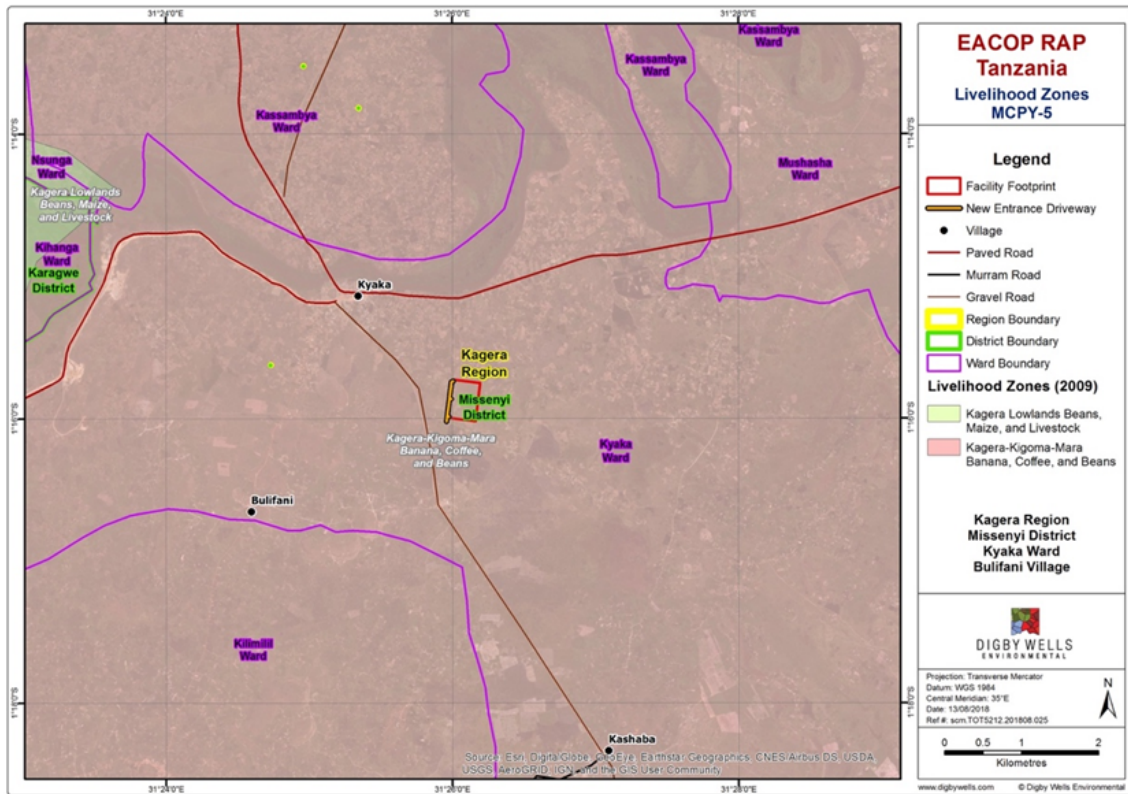 31°24'0"E
31°26'0"E
31°28'0"E
1°14'0"S
1°16'0"S
1°18'0"S
Kassambya
Ward
Kassambya
Ward
Kassambya
Ward
Nsunga
Ward
Kagera Lowlands
Beans, Maize,
and Livestock
Mushasha
Ward
Kihanga
Ward
Karagwe
District
Kyaka
Kagera
Region
Missenyi
District
Kagera-Kigoma-Mara
Banana, Coffee,
and Beans
Kyaka
Ward
Bulifani
Kilimilil
Ward
Kashaba
Source: Esri, DigitalGlobe, GeoEye, Earthstar Geographics, CNES/Airbus DS, USDA,
USGS, AeroGRID, IGN, and the GIS User Community
31°24'0"E
31°26'0"E
31°28'0"E
1°14'0"S
1°16'0"S
1°18'0"S
EACOP RAP
Tanzania
Livelihood Zones
MCPY-5
Legend
Facility Footprint
New Entrance Driveway
Village
Paved Road
Murram Road
Gravel Road
Region Boundary
District Boundary
Ward Boundary
Livelihood Zones (2009)
Kagera Lowlands Beans,
Maize, and Livestock
Kagera-Kigoma-Mara
Banana, Coffee, and Beans
Kagera Region
Missenyi District
Kyaka Ward
Bulifani Village
DIGBY WELLS
ENVIRONMENTAL
Projection: Transverse Mercator
Datum: WGS 1984
Central Meridian: 35°E
Date: 13/08/2018
Ref #: scm.TOT5212.201808.025
N
0 0.5 1 2
Kilometres
www.digbywells.com © Digby Wells Environmental